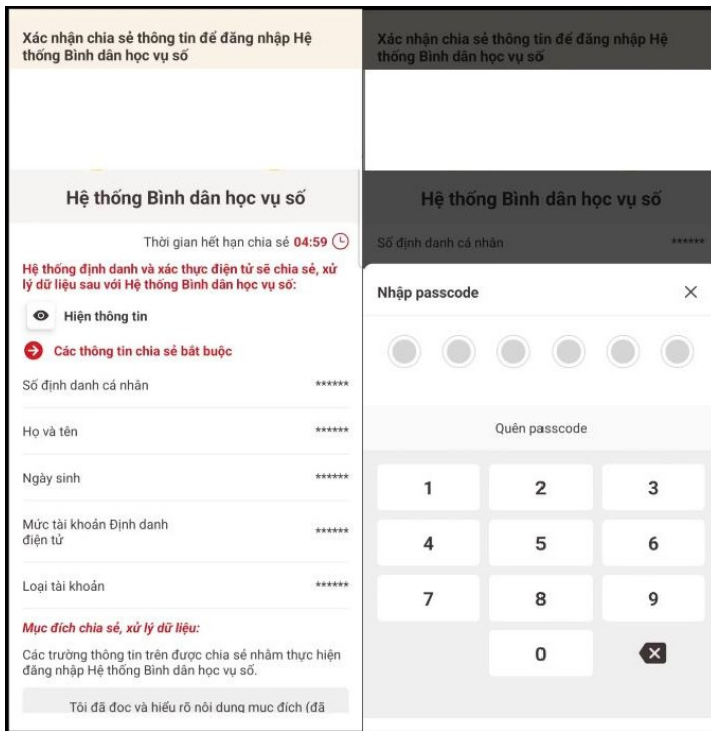 Xác nhận chia sẻ thông tin để đăng nhập Hệ
thống Bình dân học vụ số
Hệ thống Bình dân học vụ số
Thời gian hết hạn chia sẻ 04:59
Hệ thống định danh và xác thực điện tử sẽ chia sẻ, xử
lý dữ liệu sau với Hệ thống Bình dân học vụ số:
Hiện thông tin
Các thông tin chia sẻ bắt buộc
Số định danh cá nhân ******
Họ và tên ******
Ngày sinh ******
Mức tài khoản Định danh
điện tử ******
Loại tài khoản ******
Mục đích chia sẻ, xử lý dữ liệu:
Các trường thông tin trên được chia sẻ nhằm thực hiện
đăng nhập Hệ thống Bình dân học vụ số.
Tôi đã đọc và hiểu rõ nội dung mục đích (đã
Xác nhận chia sẻ thông tin để đăng nhập Hệ
thống Bình dân học vụ số
Hệ thống Bình dân học vụ số
Số định danh cá nhân ******
Nhập passcode
Quên passcode
1 2 3
4 5 6
7 8 9
0